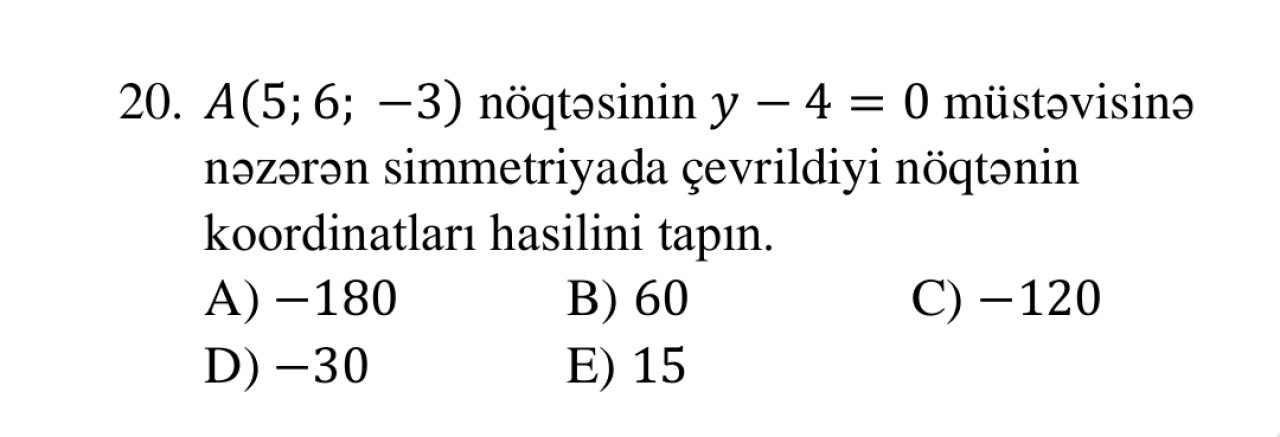 20. A(5; 6; −3) nöqtəsinin y − 4 = 0 müstəvisinə
nəzərən simmetriyada çevrildiyi nöqtənin
koordinatları hasilini tapın.
A) −180 B) 60 C) −120
D) −30 E) 15